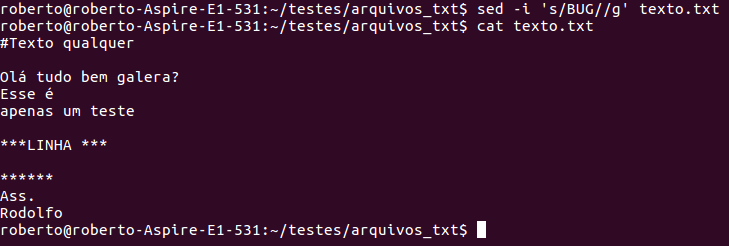 roberto@roberto-Aspire-E1-531:~/testes/arquivos_txt$ sed -i 's/BUG//g' texto.txt
roberto@roberto-Aspire-E1-531:~/testes/arquivos_txt$ cat texto.txt
#Texto qualquer
Olá tudo bem galera?
Esse é
apenas um teste
***LINHA ***
******
Ass.
Rodolfo
roberto@roberto-Aspire-E1-531:~/testes/arquivos_txt$